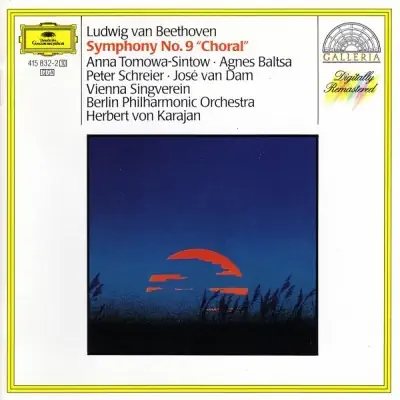 Deutsche
Grammophon
415 832-2
GALLERIA
Digitally
Remastered
Ludwig van Beethoven
Symphony No. 9 "Choral"
Anna Tomowa-Sintow · Agnes Baltsa
Peter Schreier · José van Dam
Vienna Singverein
Berlin Philharmonic Orchestra
Herbert von Karajan